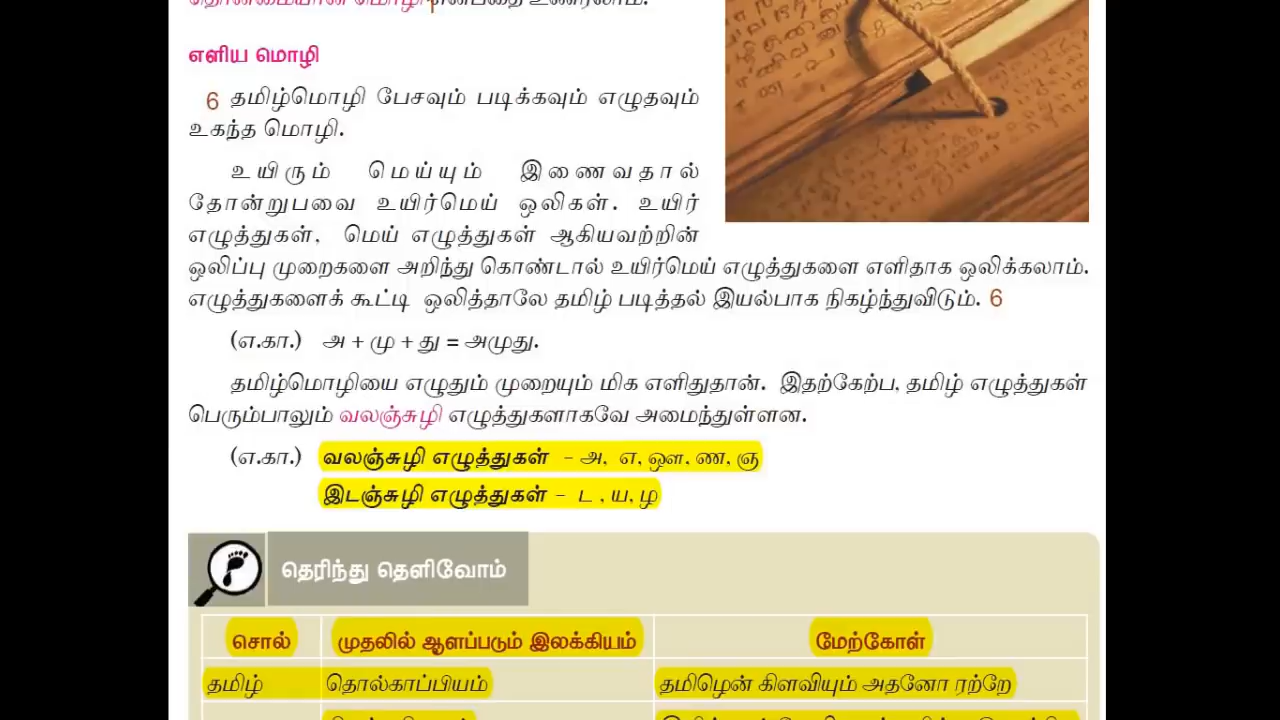 தொன்மையான மொழி என்பதை உணரலாம்.
எளிய மொழி
6 தமிழ்மொழி பேசவும் படிக்கவும் எழுதவும்
உகந்த மொழி.
உயிரும் மெய்யும் இணைவதால்
தோன்றுபவை உயிர்மெய் ஒலிகள். உயிர்
எழுத்துகள், மெய் எழுத்துகள் ஆகியவற்றின்
ஒலிப்பு முறைகளை அறிந்து கொண்டால் உயிர்மெய் எழுத்துகளை எளிதாக ஒலிக்கலாம்.
எழுத்துகளைக் கூட்டி ஒலித்தாலே தமிழ் படித்தல் இயல்பாக நிகழ்ந்துவிடும். 6
(எ.கா.) அ + மு + து = அமுது.
தமிழ்மொழியை எழுதும் முறையும் மிக எளிதுதான். இதற்கேற்ப, தமிழ் எழுத்துகள்
பெரும்பாலும் வலஞ்சுழி எழுத்துகளாகவே அமைந்துள்ளன.
(எ.கா.) வலஞ்சுழி எழுத்துகள் – அ, எ, ஔ, ண, ஞ
இடஞ்சுழி எழுத்துகள் – ட , ய, ழ
தெரிந்து தெளிவோம்
சொல் முதலில் ஆளப்படும் இலக்கியம் மேற்கோள்
தமிழ் தொல்காப்பியம் தமிழென் கிளவியும் அதனோ ரற்றே